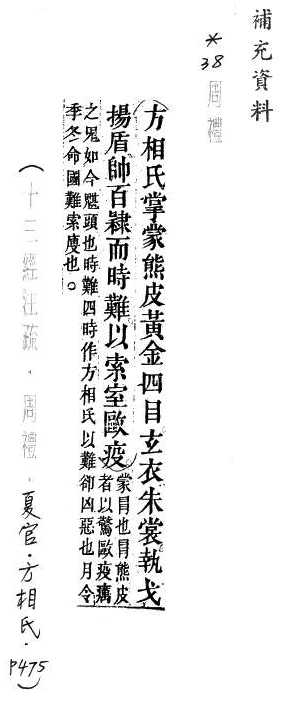 補充資料
*38 周禮
方相氏掌蒙熊皮黃金四目玄衣朱裳執戈
揚盾帥百隸而時難以索室歐疫蒙冒也冒熊皮
者以驚歐疫癘
之鬼如今魌頭也時難四時作方相氏以難卻凶惡也月令
季冬命國難索廋也。
(十三經注疏·周禮·夏官·方相氏·P475)